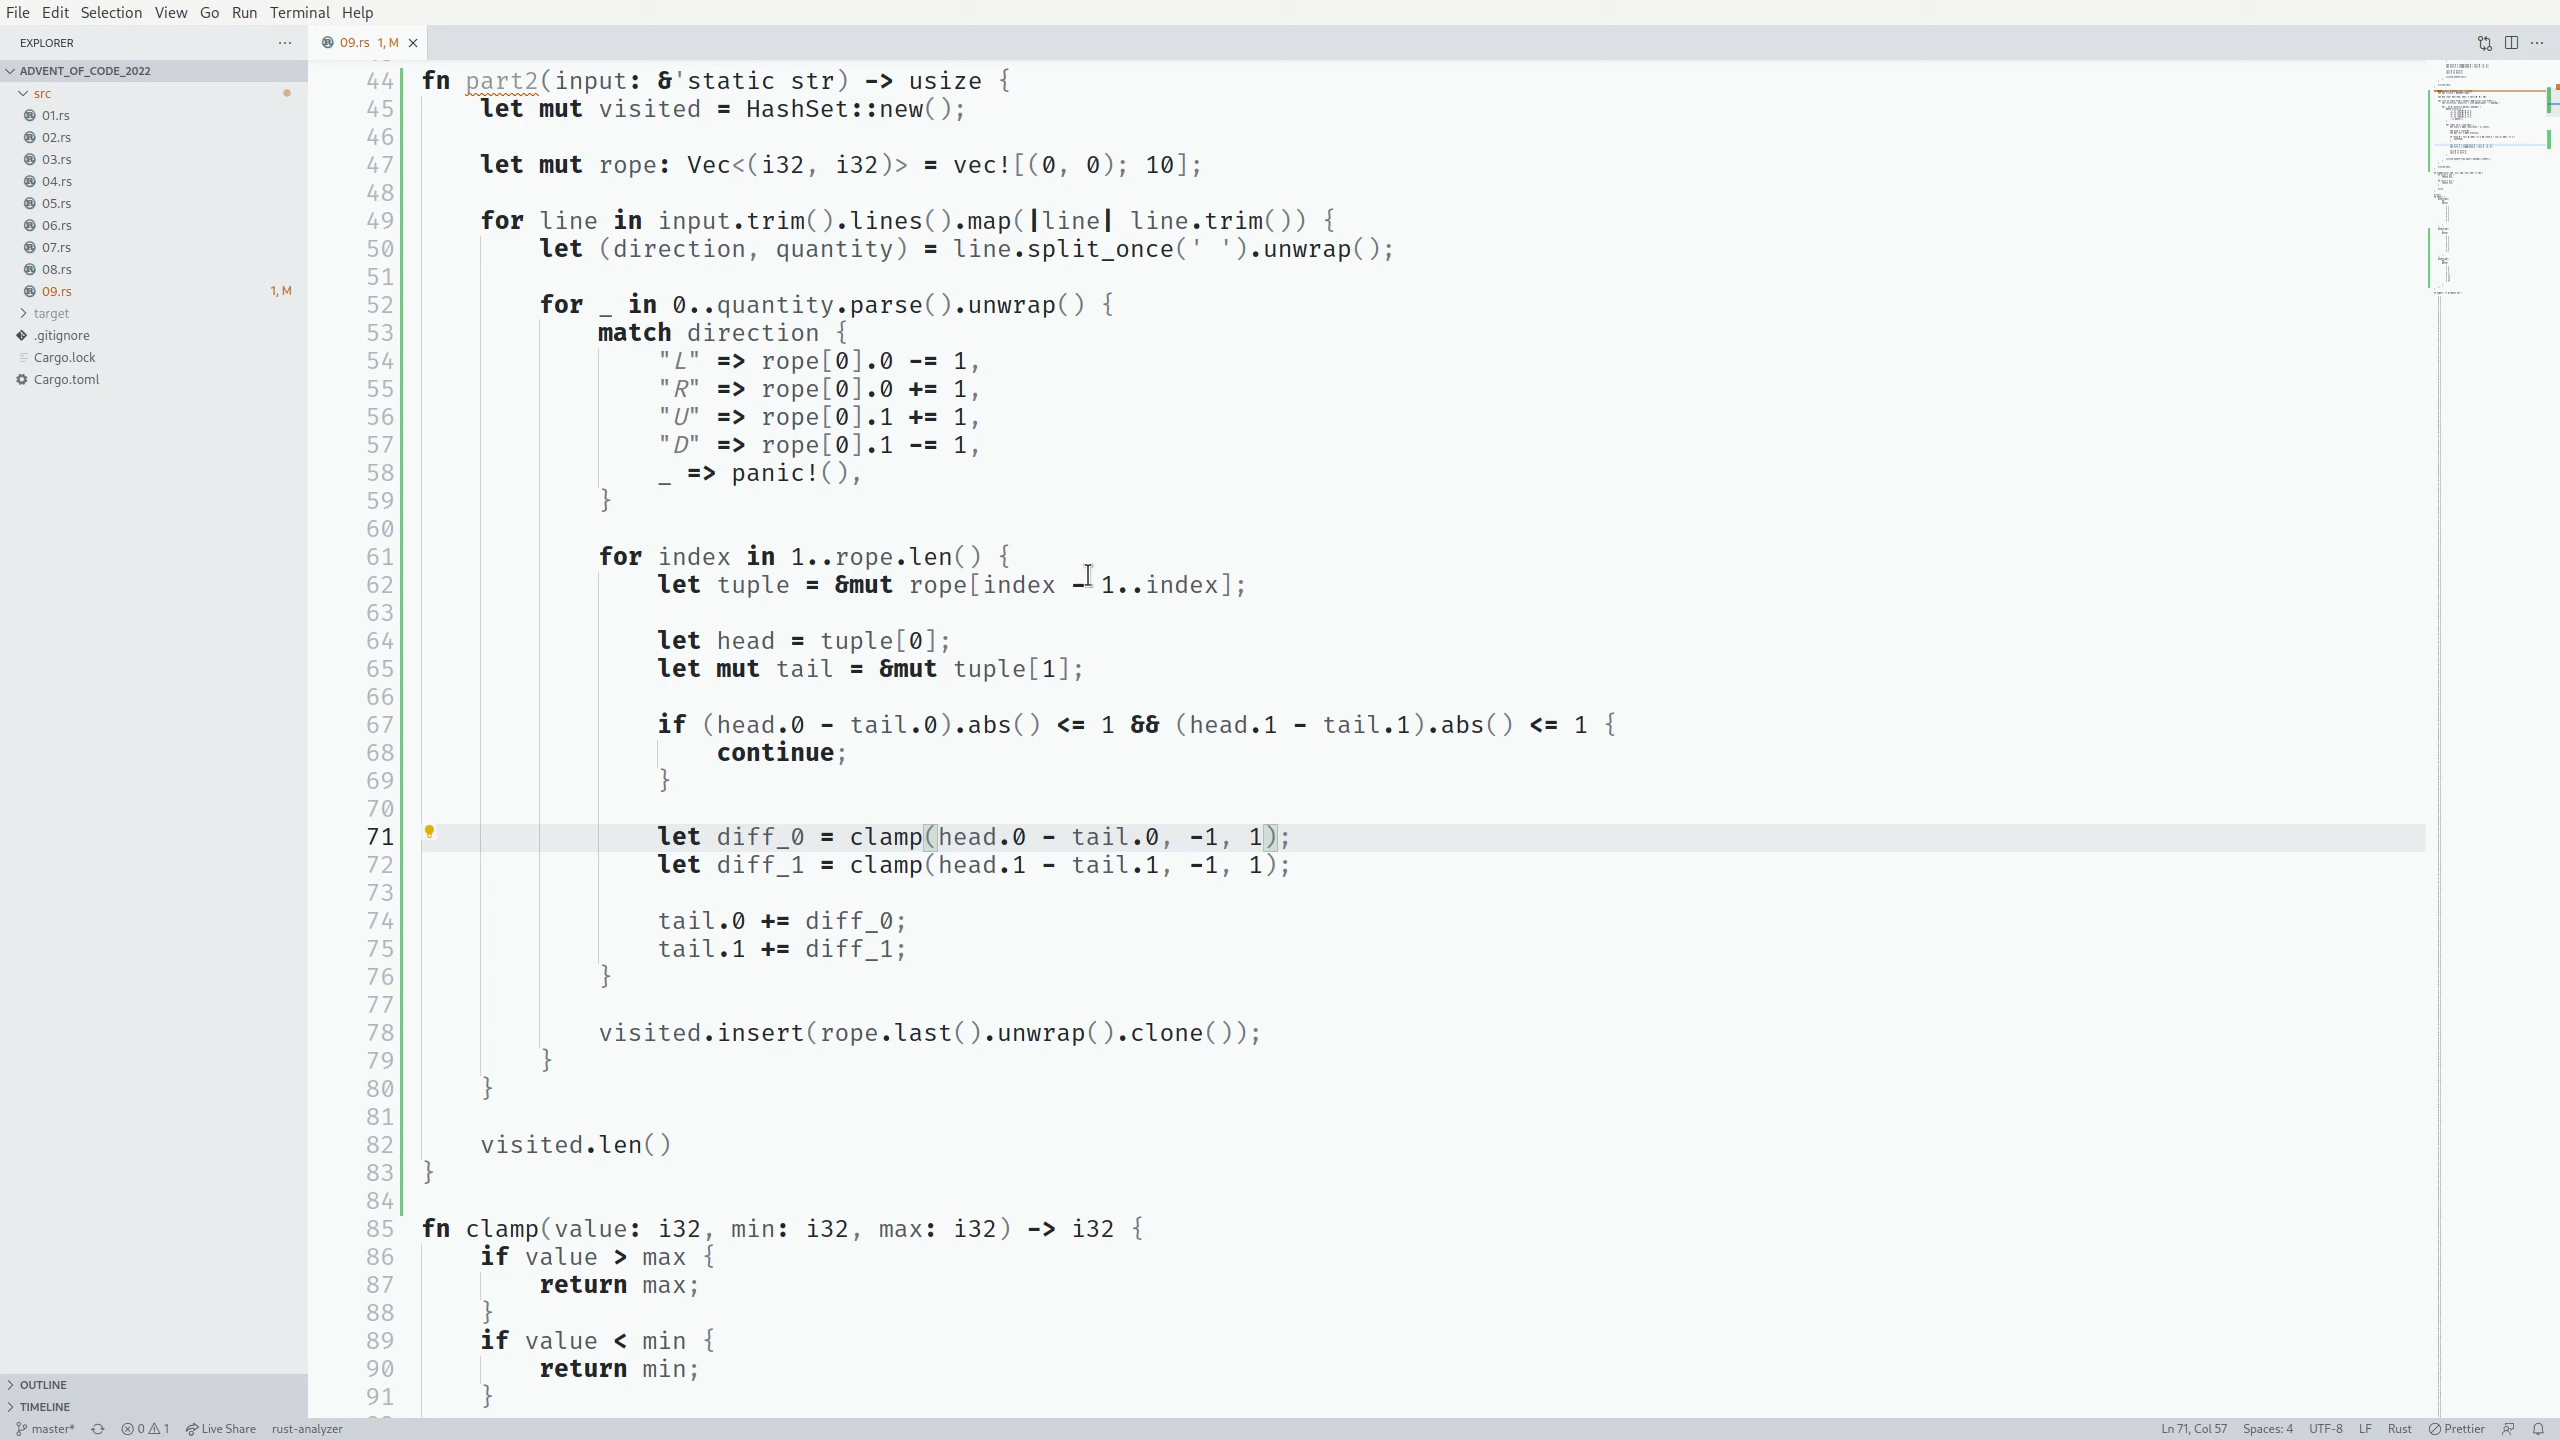 File Edit Selection View Go Run Terminal Help
EXPLORER
09.rs 1, M
ADVENT_OF_CODE_2022
src
01.rs
02.rs
03.rs
04.rs
05.rs
06.rs
07.rs
08.rs
09.rs 1, M
target
.gitignore
Cargo.lock
Cargo.toml
OUTLINE
TIMELINE
44 fn part2(input: &'static str) -> usize {
45 let mut visited = HashSet::new();
46
47 let mut rope: Vec<(i32, i32)> = vec![(0, 0); 10];
48
49 for line in input.trim().lines().map(|line| line.trim()) {
50 let (direction, quantity) = line.split_once(' ').unwrap();
51
52 for _ in 0..quantity.parse().unwrap() {
53 match direction {
54 "L" => rope[0].0 -= 1,
55 "R" => rope[0].0 += 1,
56 "U" => rope[0].1 += 1,
57 "D" => rope[0].1 -= 1,
58 _ => panic!(),
59 }
60
61 for index in 1..rope.len() {
62 let tuple = &mut rope[index - 1..index];
63
64 let head = tuple[0];
65 let mut tail = &mut tuple[1];
66
67 if (head.0 - tail.0).abs() <= 1 && (head.1 - tail.1).abs() <= 1 {
68 continue;
69 }
70
71 let diff_0 = clamp(head.0 - tail.0, -1, 1);
72 let diff_1 = clamp(head.1 - tail.1, -1, 1);
73
74 tail.0 += diff_0;
75 tail.1 += diff_1;
76 }
77
78 visited.insert(rope.last().unwrap().clone());
79 }
80 }
81
82 visited.len()
83 }
84
85 fn clamp(value: i32, min: i32, max: i32) -> i32 {
86 if value > max {
87 return max;
88 }
89 if value < min {
90 return min;
91 }
master* 0 1 Live Share rust-analyzer Ln 71, Col 57 Spaces: 4 UTF-8 LF Rust Prettier